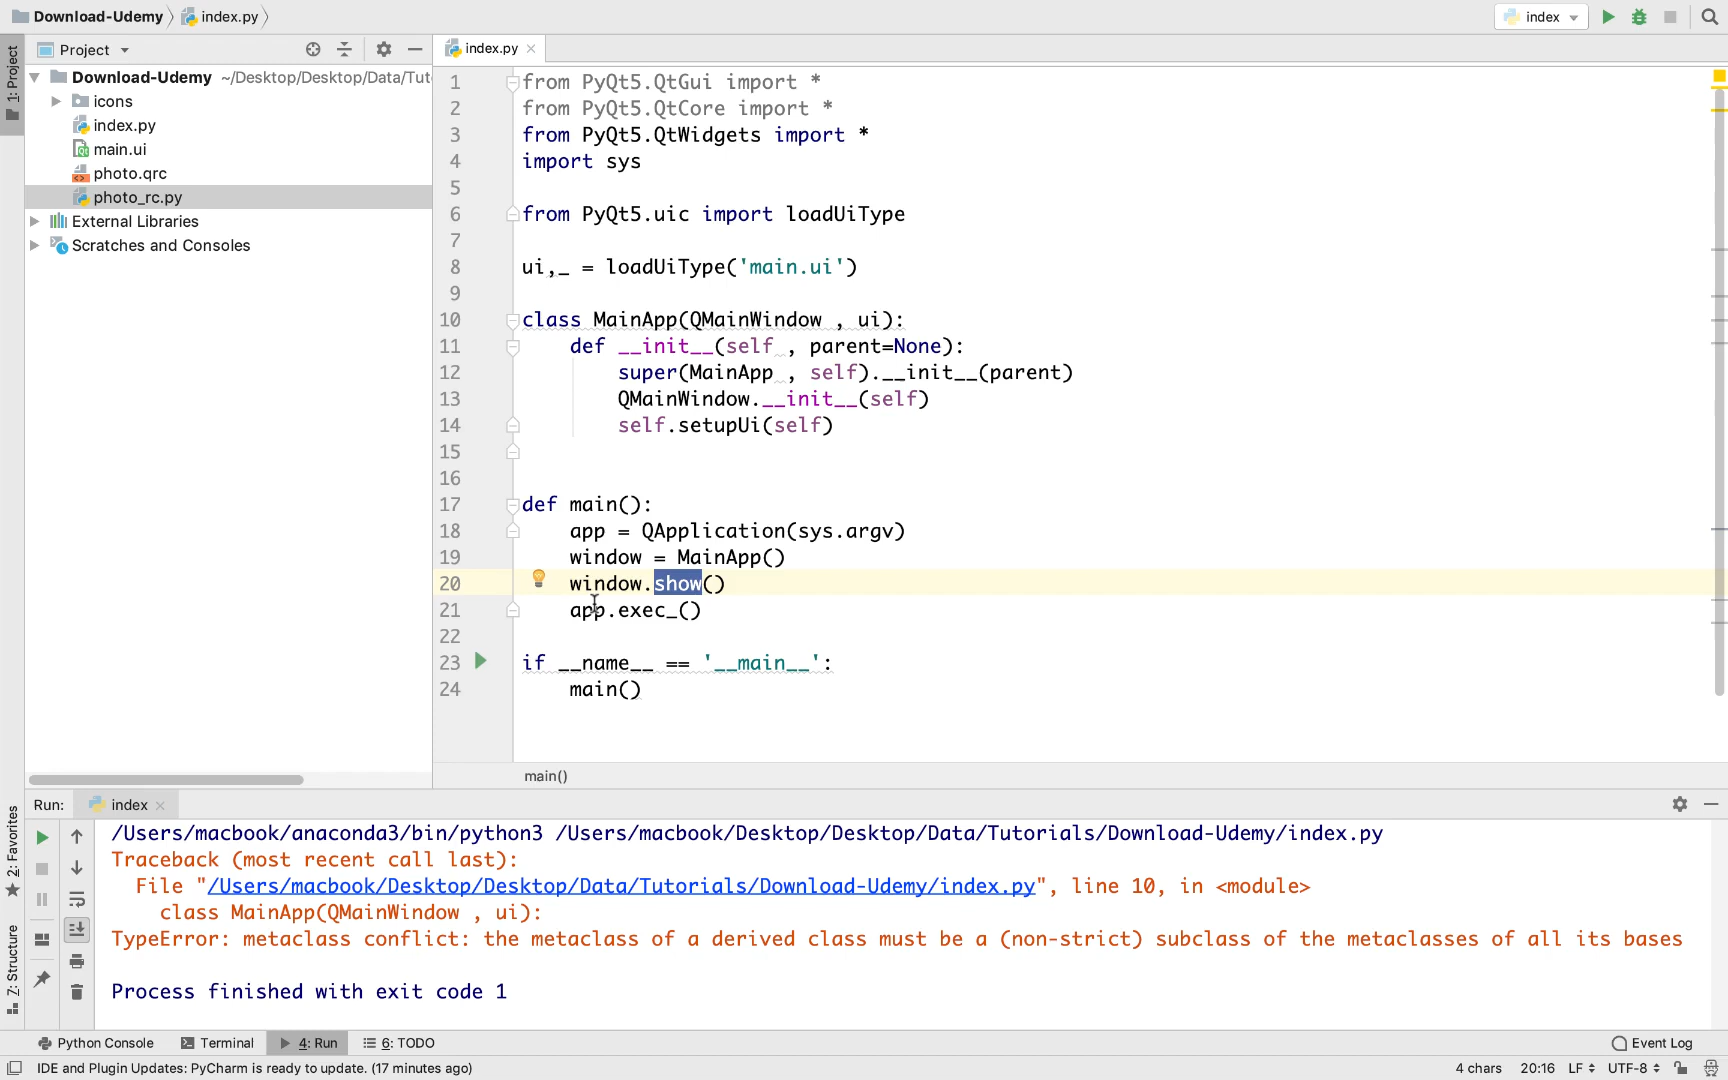 Download-Udemy index.py index
1: Project
Project
index.py
Download-Udemy ~/Desktop/Desktop/Data/Tut
icons
index.py
main.ui
photo.qrc
photo_rc.py
External Libraries
Scratches and Consoles
1 from PyQt5.QtGui import *
2 from PyQt5.QtCore import *
3 from PyQt5.QtWidgets import *
4 import sys
5
6 from PyQt5.uic import loadUiType
7
8 ui,_ = loadUiType('main.ui')
9
10 class MainApp(QMainWindow , ui):
11 def __init__(self , parent=None):
12 super(MainApp , self).__init__(parent)
13 QMainWindow.__init__(self)
14 self.setupUi(self)
15
16
17 def main():
18 app = QApplication(sys.argv)
19 window = MainApp()
20 window.show()
21 app.exec_()
22
23 if __name__ == '__main__':
24 main()
main()
Run: index
/Users/macbook/anaconda3/bin/python3 /Users/macbook/Desktop/Desktop/Data/Tutorials/Download-Udemy/index.py
Traceback (most recent call last):
File "/Users/macbook/Desktop/Desktop/Data/Tutorials/Download-Udemy/index.py", line 10, in <module>
class MainApp(QMainWindow , ui):
TypeError: metaclass conflict: the metaclass of a derived class must be a (non-strict) subclass of the metaclasses of all its bases
Process finished with exit code 1
2: Favorites
Z: Structure
Python Console Terminal 4: Run 6: TODO Event Log
IDE and Plugin Updates: PyCharm is ready to update. (17 minutes ago) 4 chars 20:16 LF UTF-8